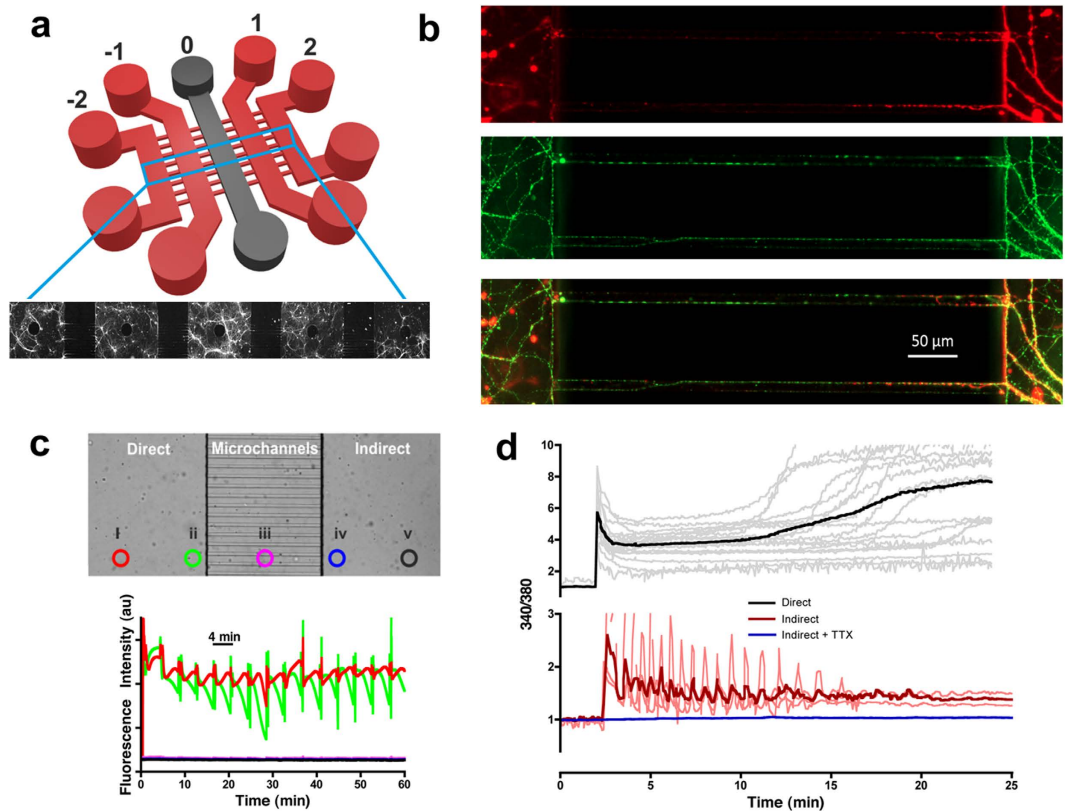 a
-2
-1
0
1
2
b
50 µm
c
Direct
Microchannels
Indirect
i
ii
iii
iv
v
Fluorescence Intensity (au)
4 min
0
10
20
30
40
50
60
Time (min)
d
340/380
10
8
6
4
2
Direct
Indirect
Indirect + TTX
3
2
1
0
5
10
15
20
25
Time (min)